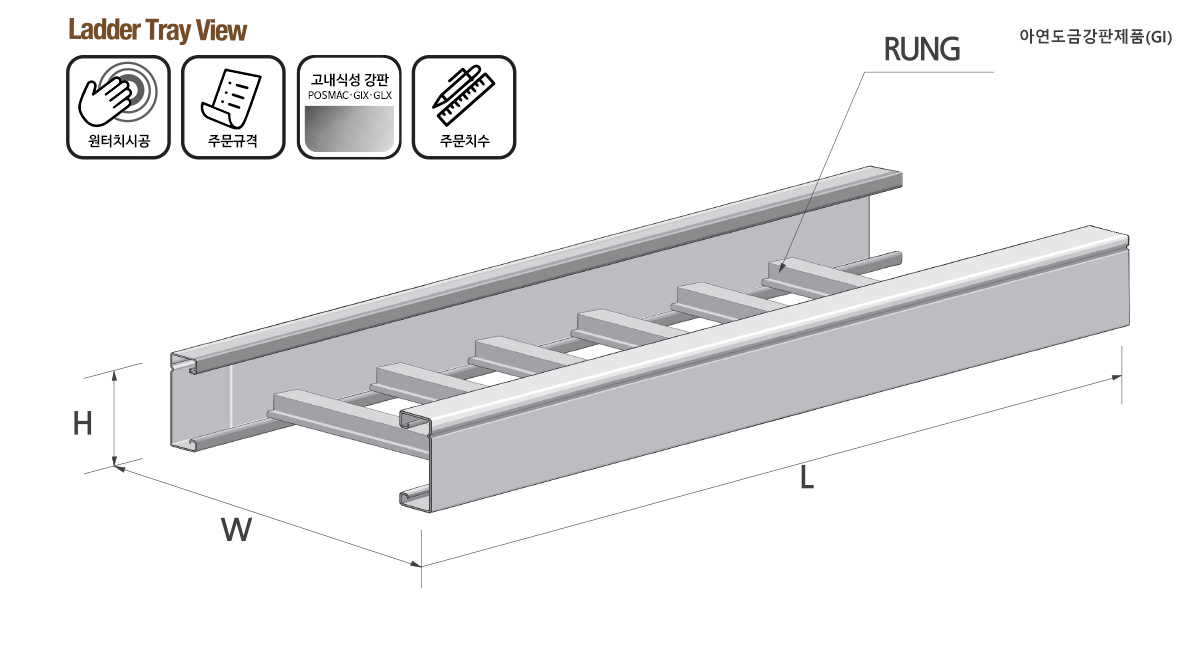 Ladder Tray View
아연도금강판제품(GI)
RUNG
원터치시공
주문규격
고내식성 강판
POSMAC·GIX·GLX
주문치수
H
W
L